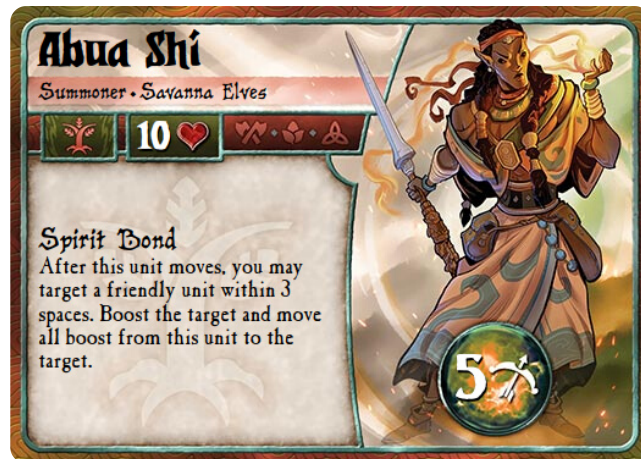 Abua Shi
Summoner • Savanna Elves
10
Spirit Bond
After this unit moves, you may
target a friendly unit within 3
spaces. Boost the target and move
all boost from this unit to the
target.
5